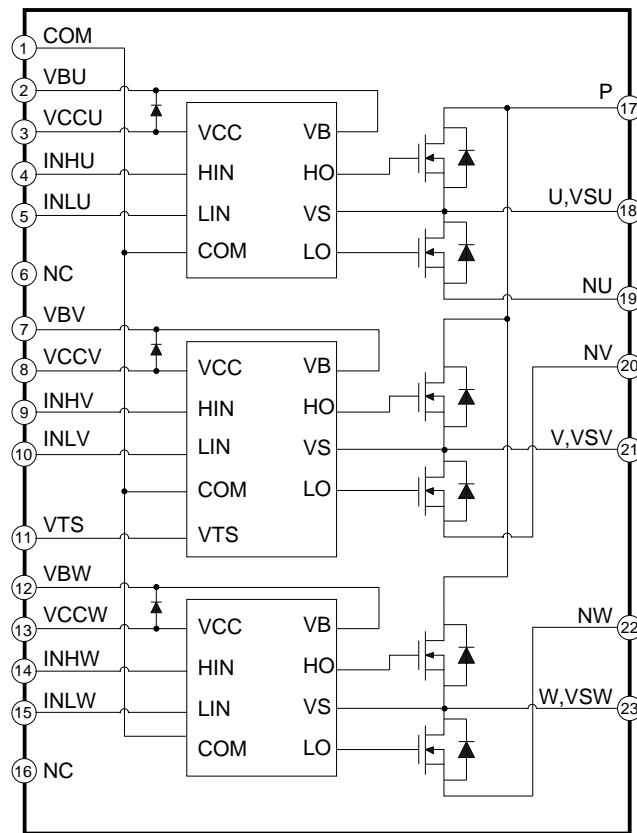 1 COM
2 VBU
3 VCCU
4 INHU
5 INLU
6 NC
7 VBV
8 VCCV
9 INHV
10 INLV
11 VTS
12 VBW
13 VCCW
14 INHW
15 INLW
16 NC
VCC VB
HIN HO
LIN VS
COM LO
VCC VB
HIN HO
LIN VS
COM LO
VTS
VCC VB
HIN HO
LIN VS
COM LO
P 17
U,VSU 18
NU 19
NV 20
V,VSV 21
NW 22
W,VSW 23